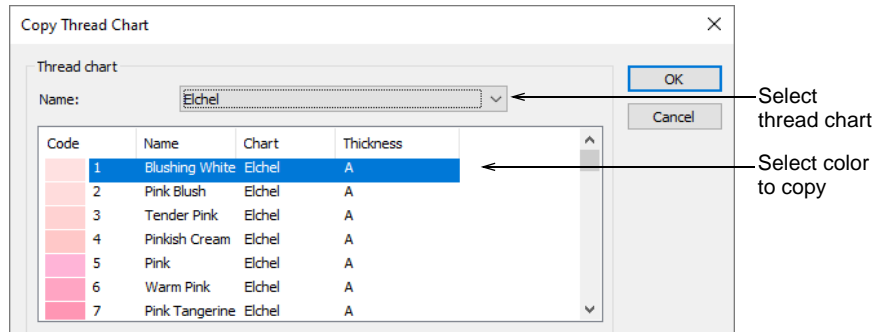 Copy Thread Chart
Thread chart
Name: Elchel
OK
Cancel
Select
thread chart
Code Name Chart Thickness
1 Blushing White Elchel A
2 Pink Blush Elchel A
3 Tender Pink Elchel A
4 Pinkish Cream Elchel A
5 Pink Elchel A
6 Warm Pink Elchel A
7 Pink Tangerine Elchel A
Select color
to copy